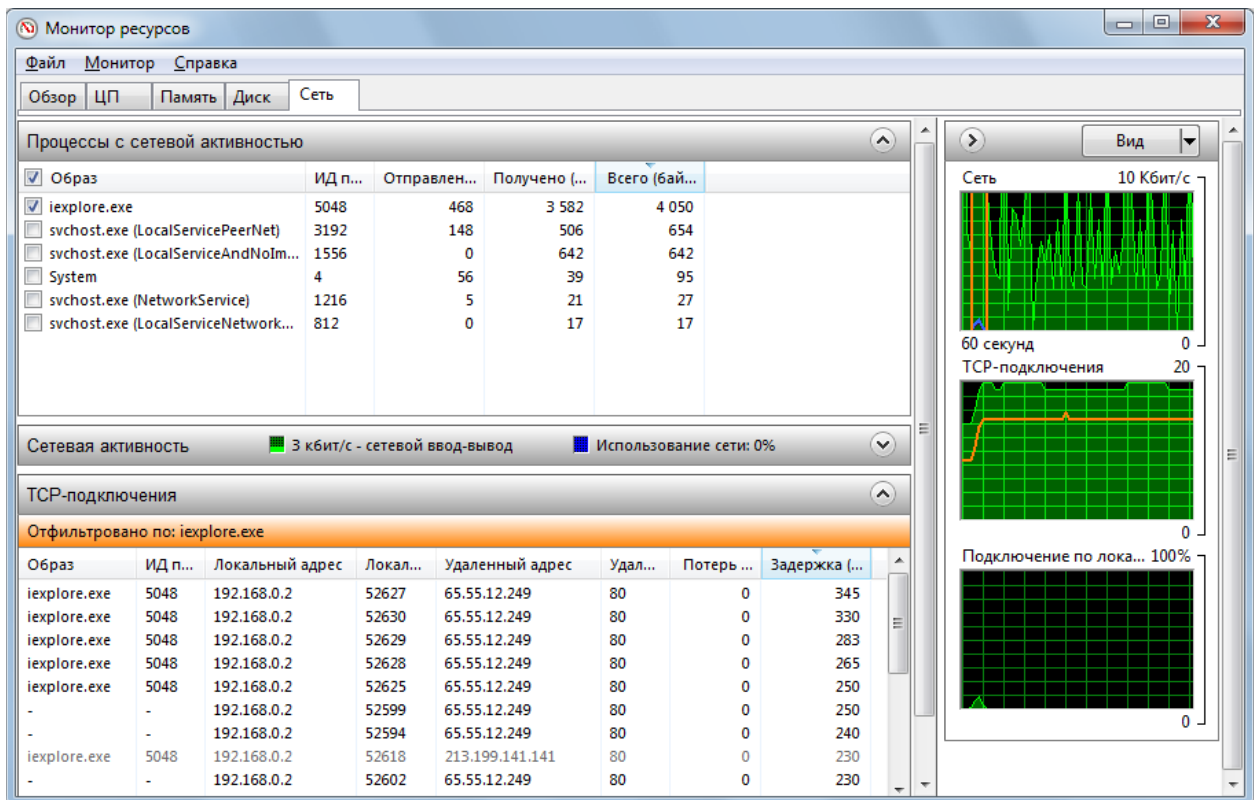 Монитор ресурсов
Файл Монитор Справка
Обзор ЦП Память Диск Сеть
Процессы с сетевой активностью
Образ ИД п... Отправлен... Получено (... Всего (бай...
iexplore.exe 5048 468 3 582 4 050
svchost.exe (LocalServicePeerNet) 3192 148 506 654
svchost.exe (LocalServiceAndNoIm... 1556 0 642 642
System 4 56 39 95
svchost.exe (NetworkService) 1216 5 21 27
svchost.exe (LocalServiceNetwork... 812 0 17 17
Сетевая активность 3 кбит/с - сетевой ввод-вывод Использование сети: 0%
TCP-подключения
Отфильтровано по: iexplore.exe
Образ ИД п... Локальный адрес Локал... Удаленный адрес Удал... Потерь ... Задержка (...
iexplore.exe 5048 192.168.0.2 52627 65.55.12.249 80 0 345
iexplore.exe 5048 192.168.0.2 52630 65.55.12.249 80 0 330
iexplore.exe 5048 192.168.0.2 52629 65.55.12.249 80 0 283
iexplore.exe 5048 192.168.0.2 52628 65.55.12.249 80 0 265
iexplore.exe 5048 192.168.0.2 52625 65.55.12.249 80 0 250
- - 192.168.0.2 52599 65.55.12.249 80 0 250
- - 192.168.0.2 52594 65.55.12.249 80 0 240
iexplore.exe 5048 192.168.0.2 52618 213.199.141.141 80 0 230
- - 192.168.0.2 52602 65.55.12.249 80 0 230
Вид
Сеть 10 Кбит/с
60 секунд 0
TCP-подключения 20
0
Подключение по лока... 100%
0